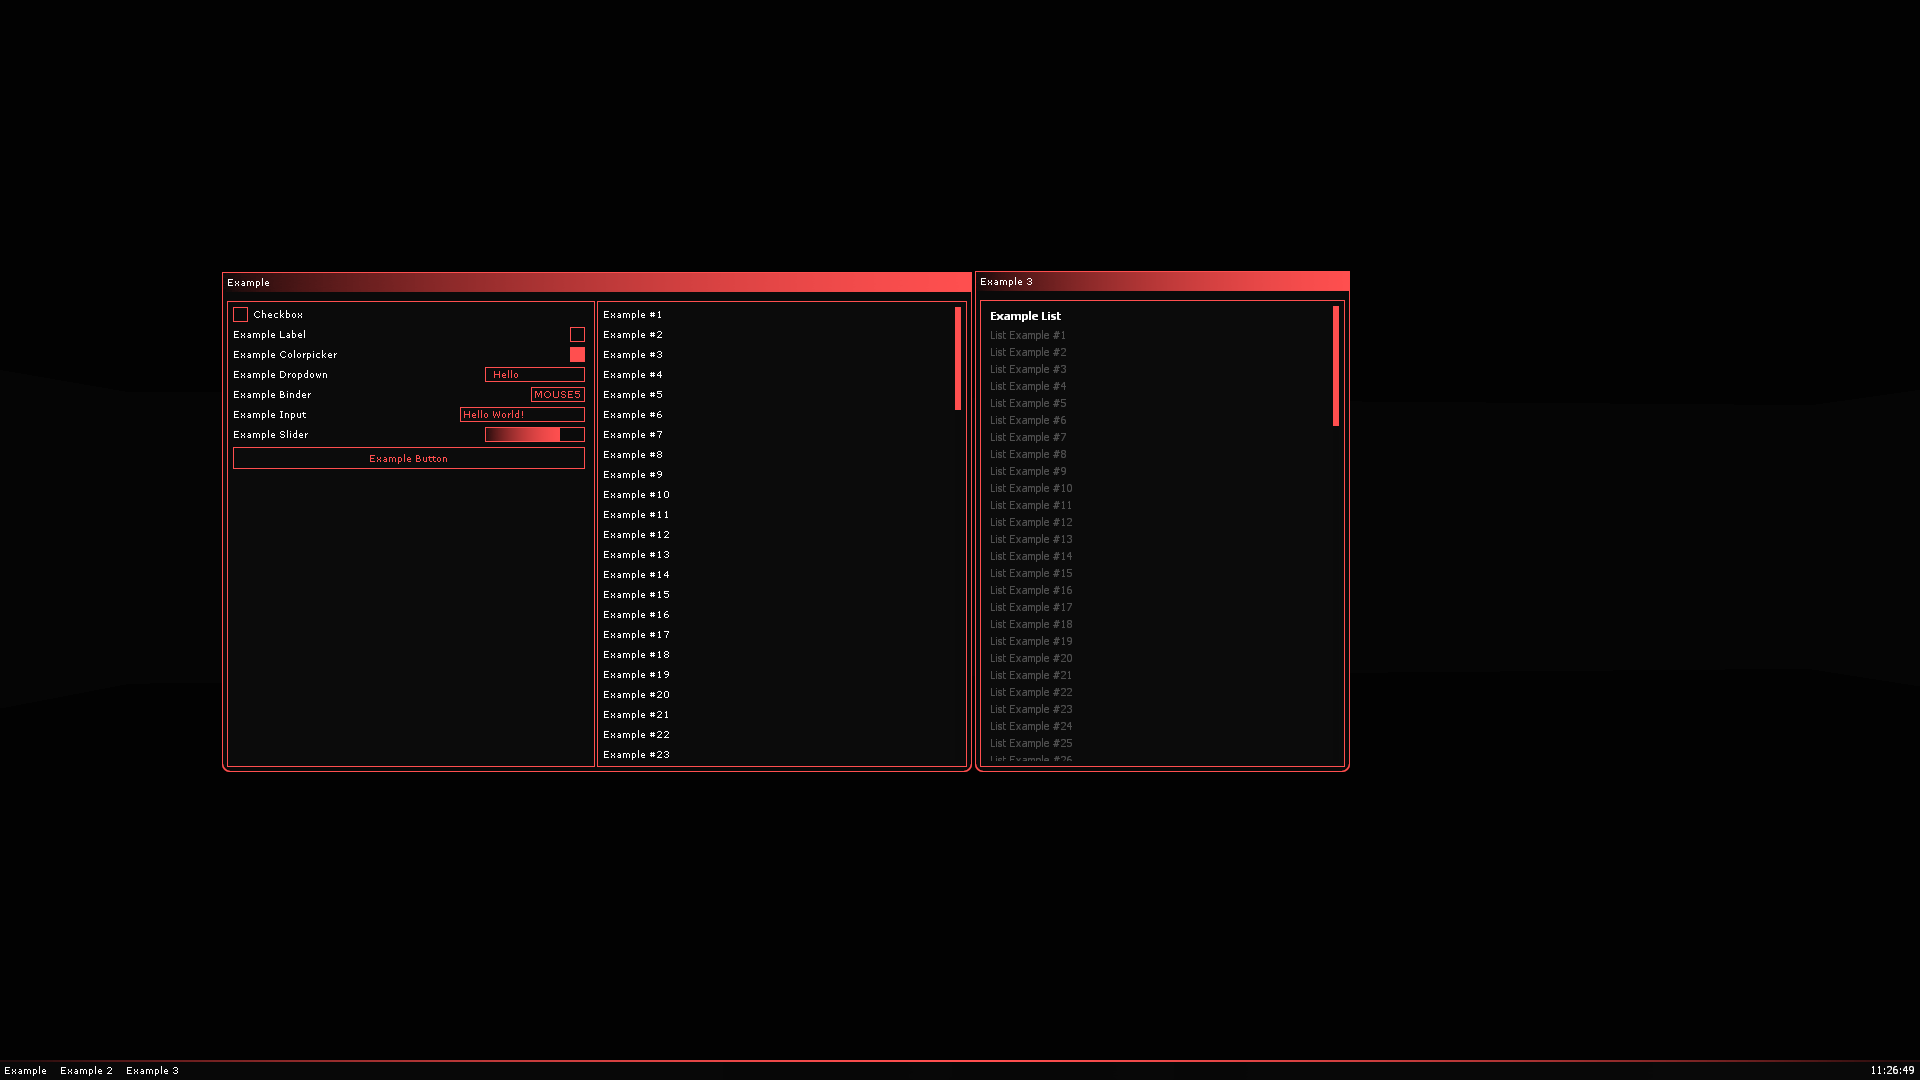 Example
Checkbox
Example Label
Example Colorpicker
Example Dropdown Hello
Example Binder MOUSE5
Example Input Hello World!
Example Slider
Example Button
Example #1
Example #2
Example #3
Example #4
Example #5
Example #6
Example #7
Example #8
Example #9
Example #10
Example #11
Example #12
Example #13
Example #14
Example #15
Example #16
Example #17
Example #18
Example #19
Example #20
Example #21
Example #22
Example #23
Example 3
Example List
List Example #1
List Example #2
List Example #3
List Example #4
List Example #5
List Example #6
List Example #7
List Example #8
List Example #9
List Example #10
List Example #11
List Example #12
List Example #13
List Example #14
List Example #15
List Example #16
List Example #17
List Example #18
List Example #19
List Example #20
List Example #21
List Example #22
List Example #23
List Example #24
List Example #25
List Example #26
Example Example 2 Example 3 11:26:49